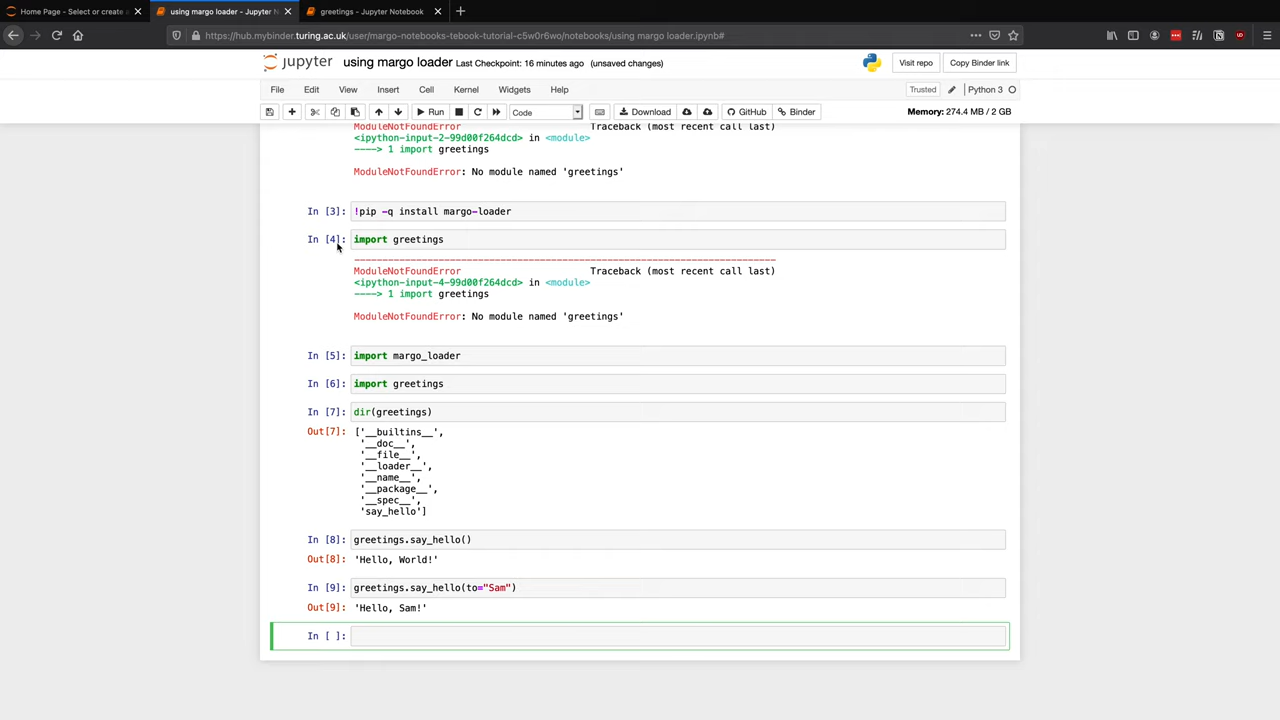 Home Page - Select or create
using margo loader - Jupyter N
greetings - Jupyter Notebook
https://hub.mybinder.turing.ac.uk/user/margo-notebooks-tebook-tutorial-c5w0r6wo/notebooks/using margo loader.ipynb#
jupyter using margo loader Last Checkpoint: 16 minutes ago (unsaved changes)
Visit repo Copy Binder link
File Edit View Insert Cell Kernel Widgets Help
Trusted Python 3
Run Code Download GitHub Binder Memory: 274.4 MB / 2 GB
ModuleNotFoundError Traceback (most recent call last)
<ipython-input-2-99d00f264dcd> in <module>
----> 1 import greetings
ModuleNotFoundError: No module named 'greetings'
In [3]: !pip -q install margo-loader
In [4]: import greetings
---------------------------------------------------------------------------
ModuleNotFoundError Traceback (most recent call last)
<ipython-input-4-99d00f264dcd> in <module>
----> 1 import greetings
ModuleNotFoundError: No module named 'greetings'
In [5]: import margo_loader
In [6]: import greetings
In [7]: dir(greetings)
Out[7]: ['__builtins__',
'__doc__',
'__file__',
'__loader__',
'__name__',
'__package__',
'__spec__',
'say_hello']
In [8]: greetings.say_hello()
Out[8]: 'Hello, World!'
In [9]: greetings.say_hello(to="Sam")
Out[9]: 'Hello, Sam!'
In [ ]: